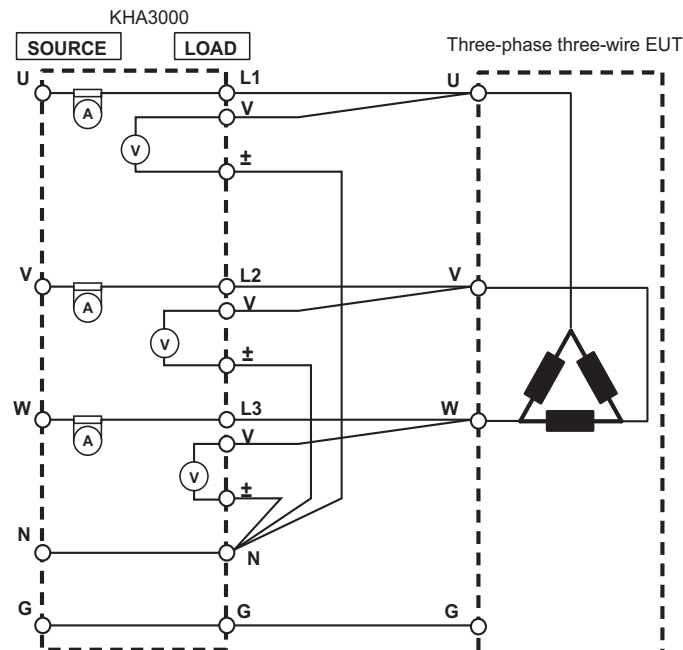 KHA3000
SOURCE LOAD
Three-phase three-wire EUT
U L1 U
A
V
V
±
V L2 V
A
V
V
±
W L3 W
A
V
V
±
N
N
G G G